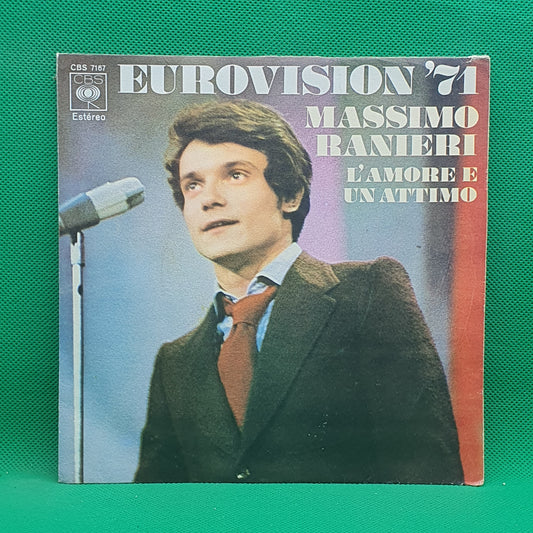 CBS 7167
CBS
Estéreo
EUROVISION '71
MASSIMO
RANIERI
L'AMORE E
UN ATTIMO